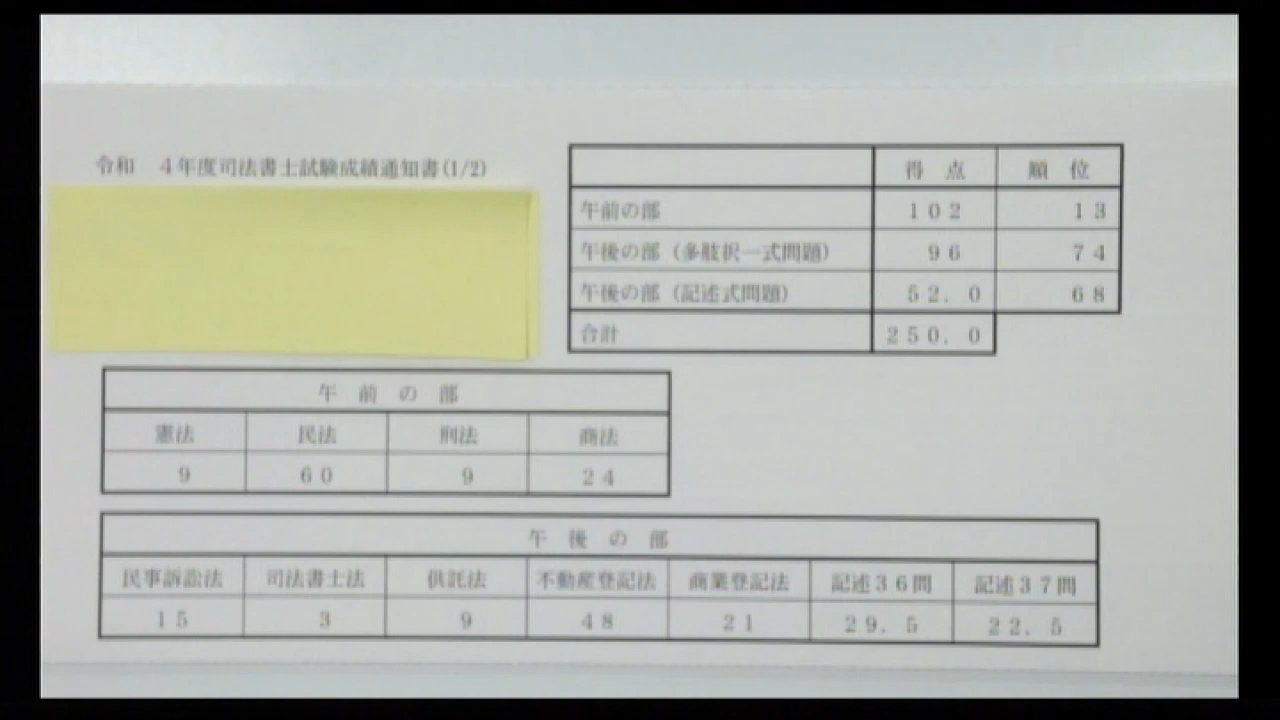 令和　４年度司法書士試験成績通知書(1/2)
得　点　順　位
午前の部　１０２　１３
午後の部（多肢択一式問題）　９６　７４
午後の部（記述式問題）　５２．０　６８
合計　２５０．０
午　前　の　部
憲法　民法　刑法　商法
９　６０　９　２４
午　後　の　部
民事訴訟法　司法書士法　供託法　不動産登記法　商業登記法　記述３６問　記述３７問
１５　３　９　４８　２１　２９．５　２２．５